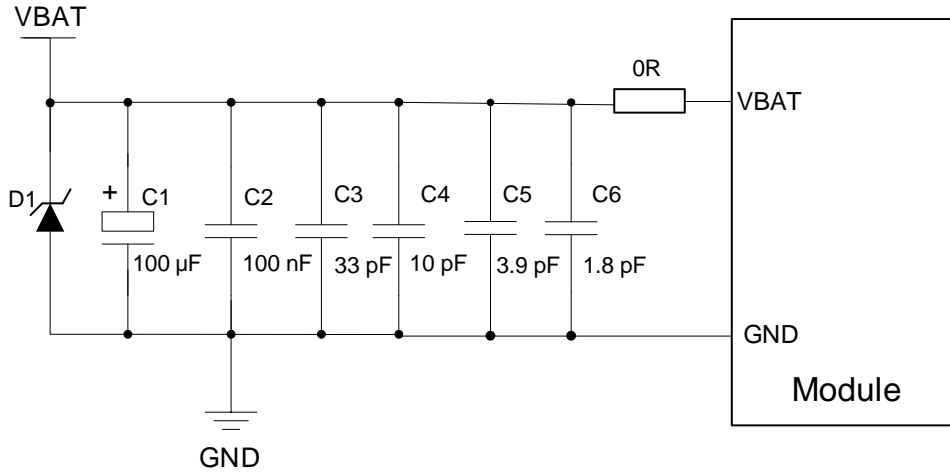 VBAT
0R
VBAT
D1
+
C1
C2
C3
C4
C5
C6
100 µF
100 nF
33 pF
10 pF
3.9 pF
1.8 pF
GND
Module
GND